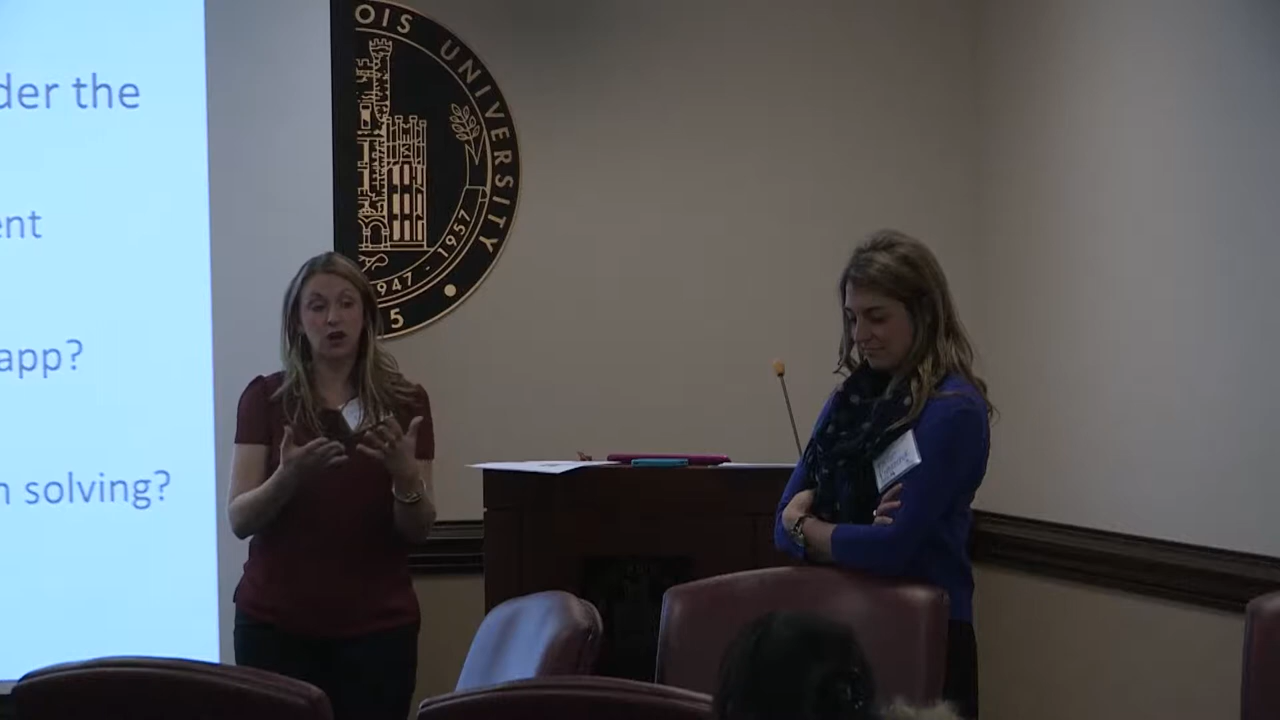 der the
ent
app?
n solving?
OIS UNIVERSITY
947 - 1957
5